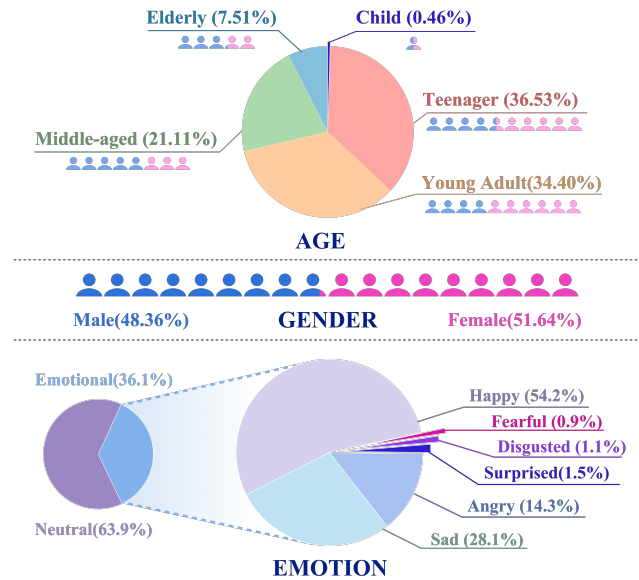 Elderly (7.51%)
Child (0.46%)
Teenager (36.53%)
Middle-aged (21.11%)
Young Adult(34.40%)
AGE
Male(48.36%)
GENDER
Female(51.64%)
Emotional(36.1%)
Happy (54.2%)
Fearful (0.9%)
Disgusted (1.1%)
Surprised(1.5%)
Angry (14.3%)
Neutral(63.9%)
Sad (28.1%)
EMOTION